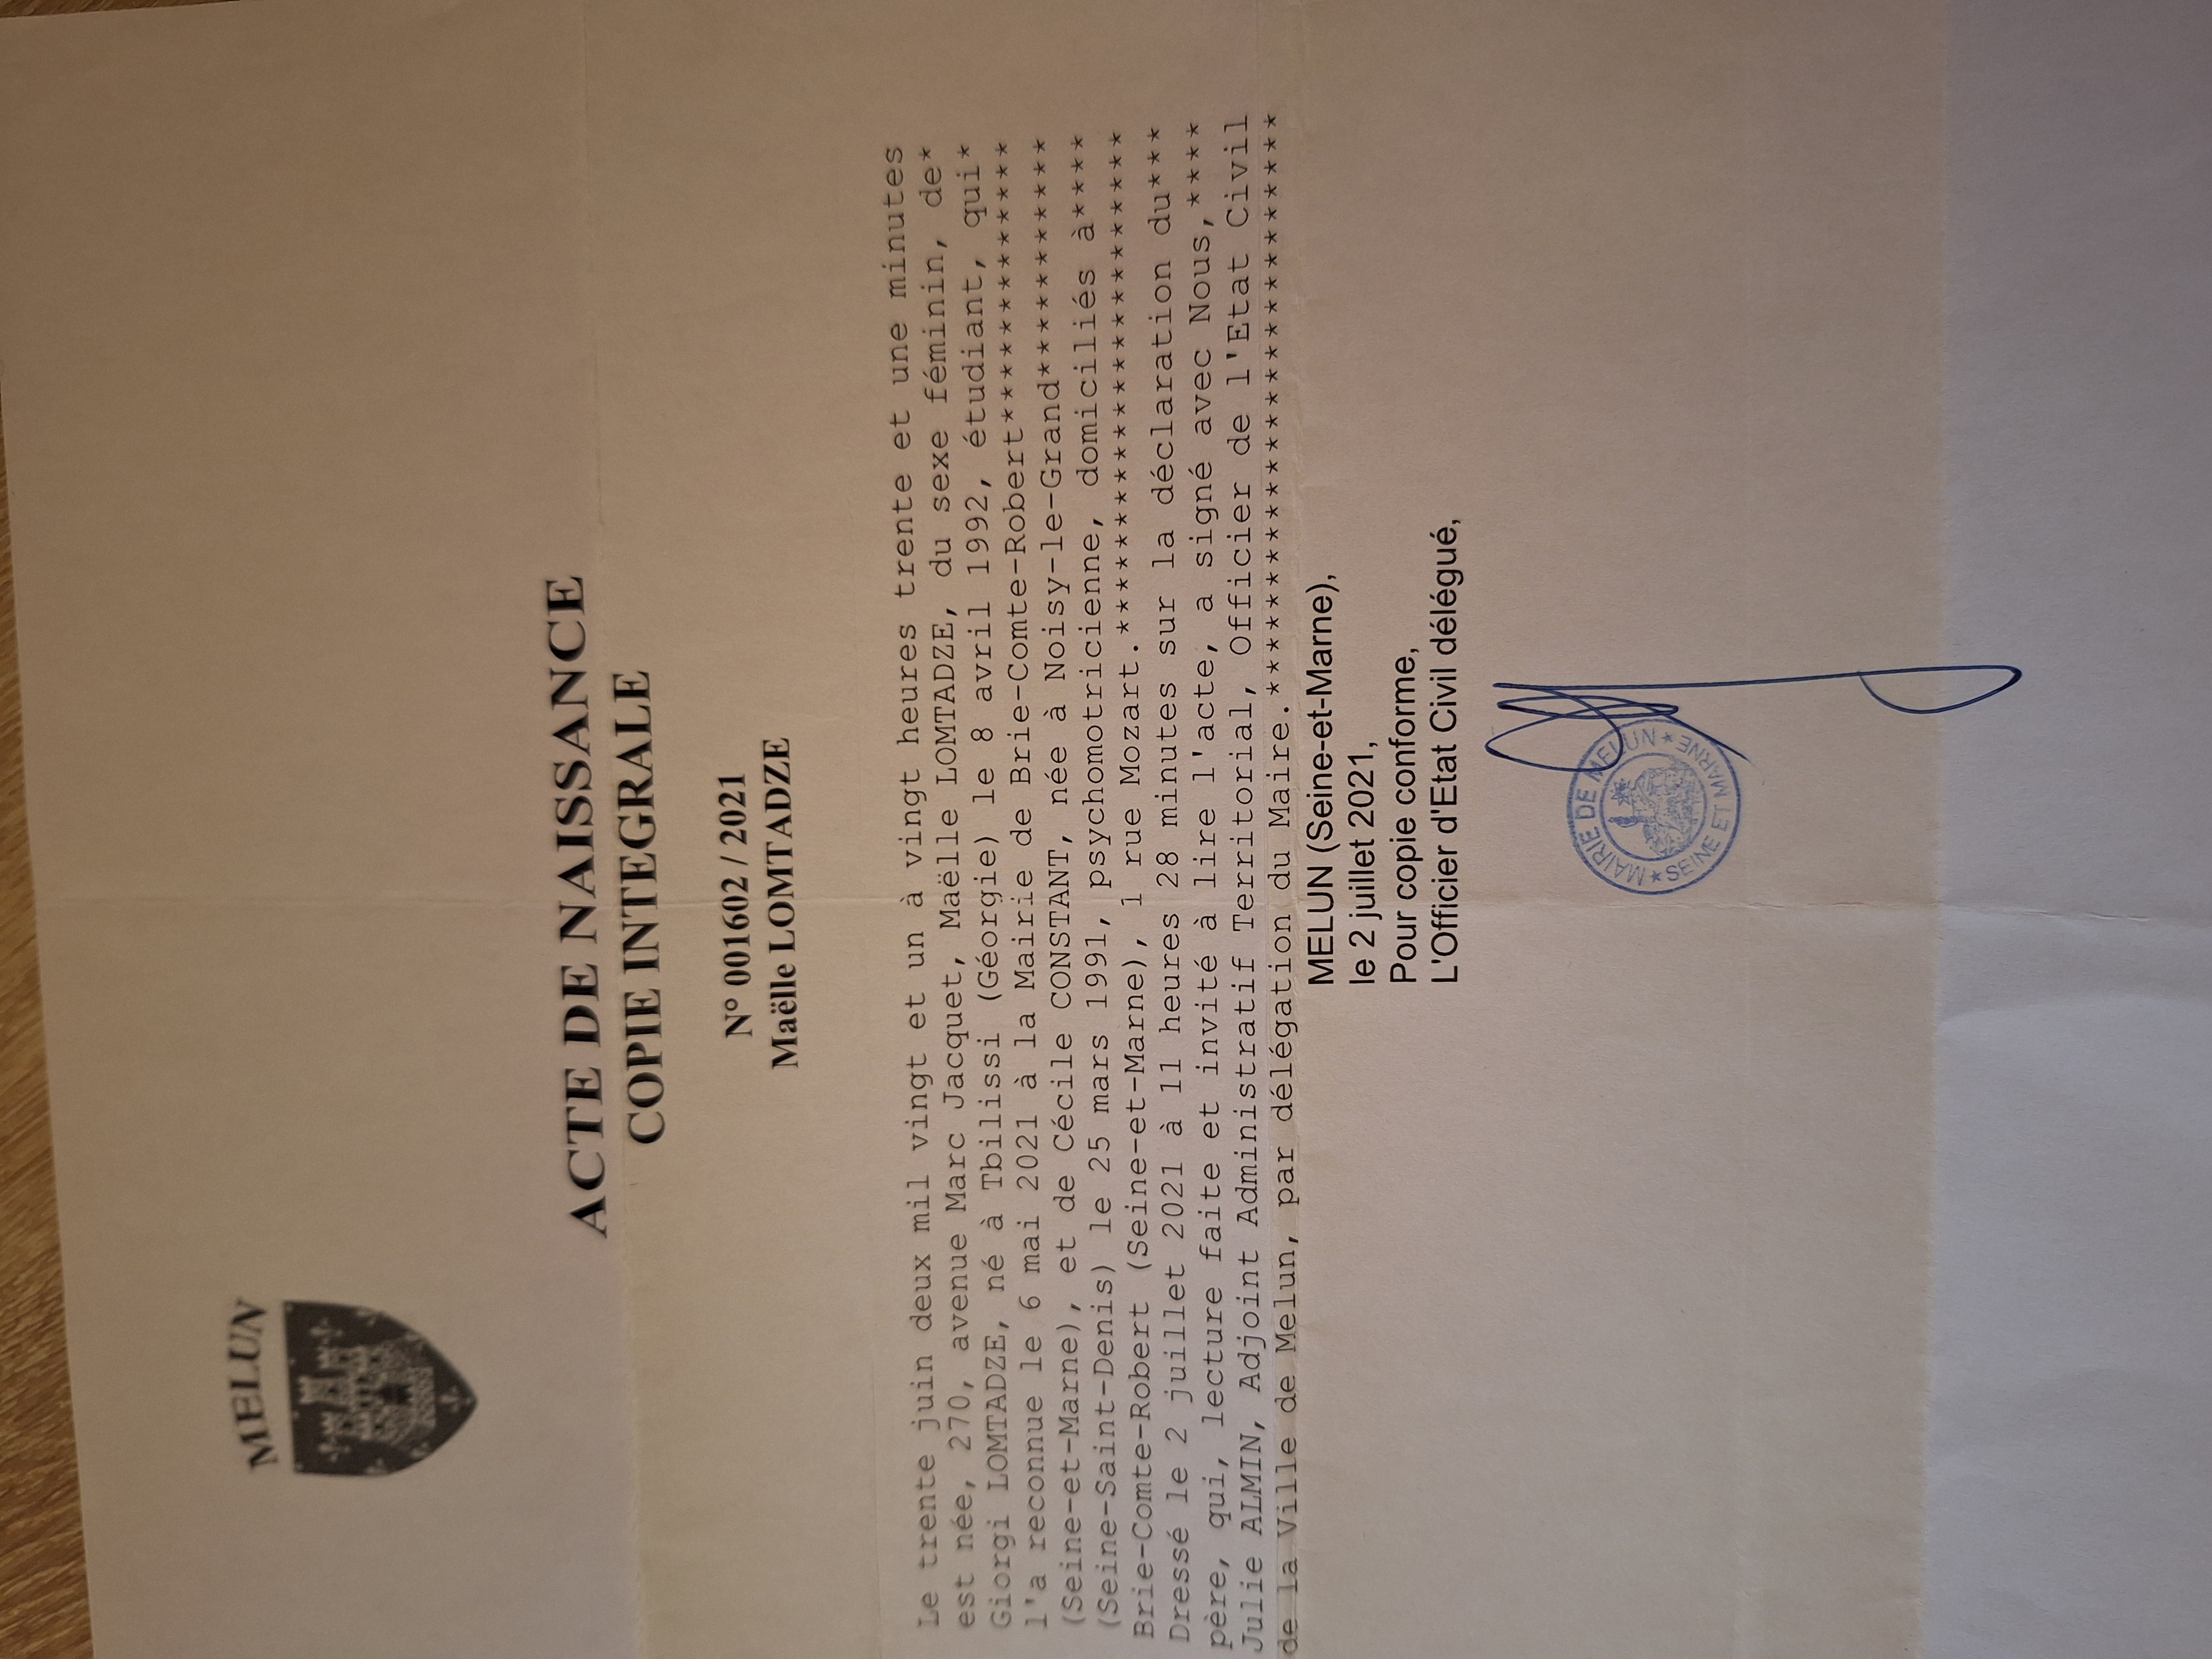 MELUN
ACTE DE NAISSANCE
COPIE INTEGRALE
N° 001602 / 2021
Maëlle LOMTADZE
Le trente juin deux mil vingt et un à vingt heures trente et une minutes
est née, 270, avenue Marc Jacquet, Maëlle LOMTADZE, du sexe féminin, de*
Giorgi LOMTADZE, né à Tbilissi (Géorgie) le 8 avril 1992, étudiant, qui*
l'a reconnue le 6 mai 2021 à la Mairie de Brie-Comte-Robert**************
(Seine-et-Marne), et de Cécile CONSTANT, née à Noisy-le-Grand************
(Seine-Saint-Denis) le 25 mars 1991, psychomotricienne, domiciliés à****
Brie-Comte-Robert (Seine-et-Marne), 1 rue Mozart.************************
Dressé le 2 juillet 2021 à 11 heures 28 minutes sur la déclaration du***
père, qui, lecture faite et invité à lire l'acte, a signé avec Nous,****
Julie ALMIN, Adjoint Administratif Territorial, Officier de l'Etat Civil
de la Ville de Melun, par délégation du Maire.****************************
MELUN (Seine-et-Marne),
le 2 juillet 2021,
Pour copie conforme,
L'Officier d'Etat Civil délégué,
MAIRIE DE MELUN
SEINE ET MARNE